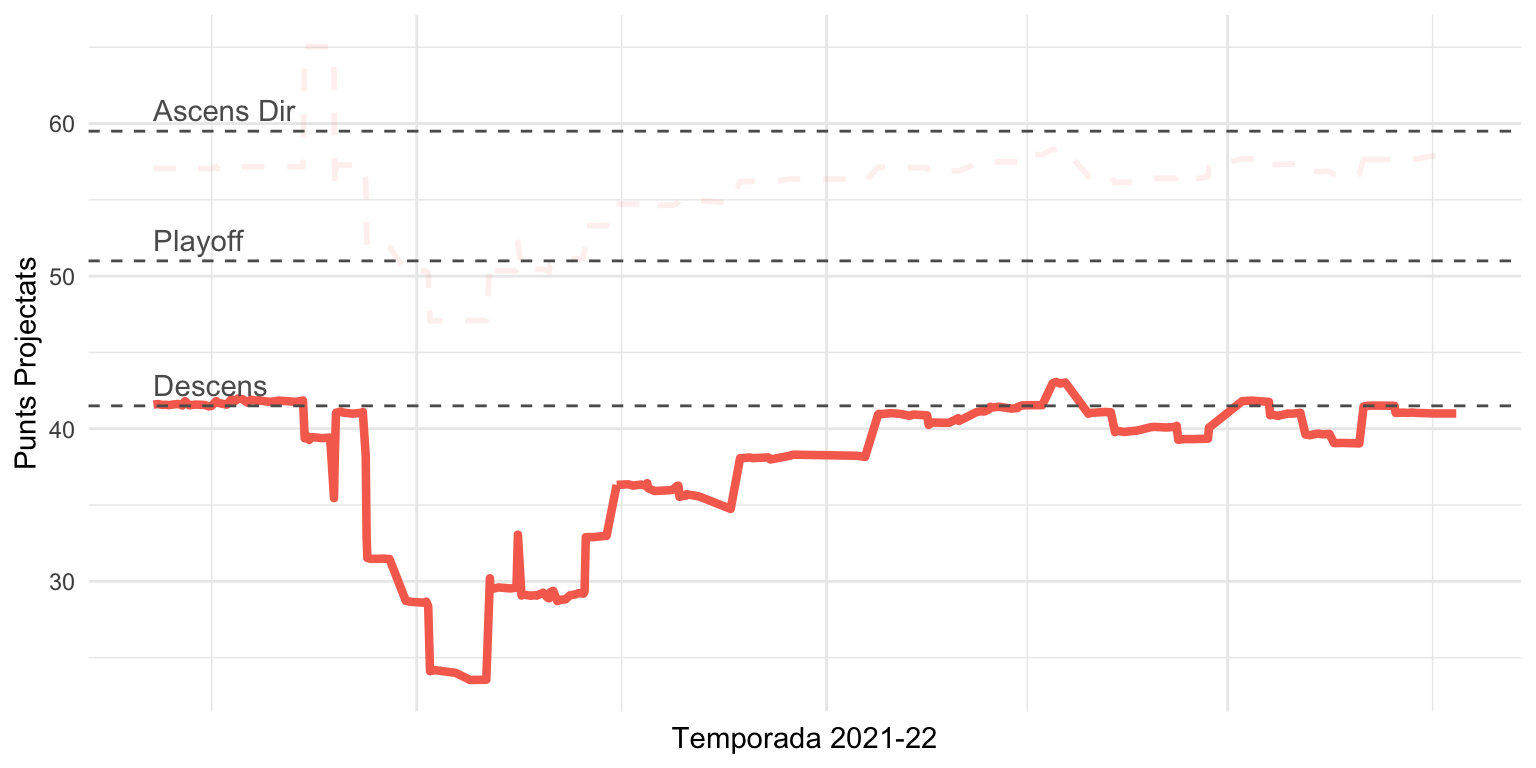 Ascens Dir
60
Playoff
50
Descens
40
30
Punts Projectats
Temporada 2021-22